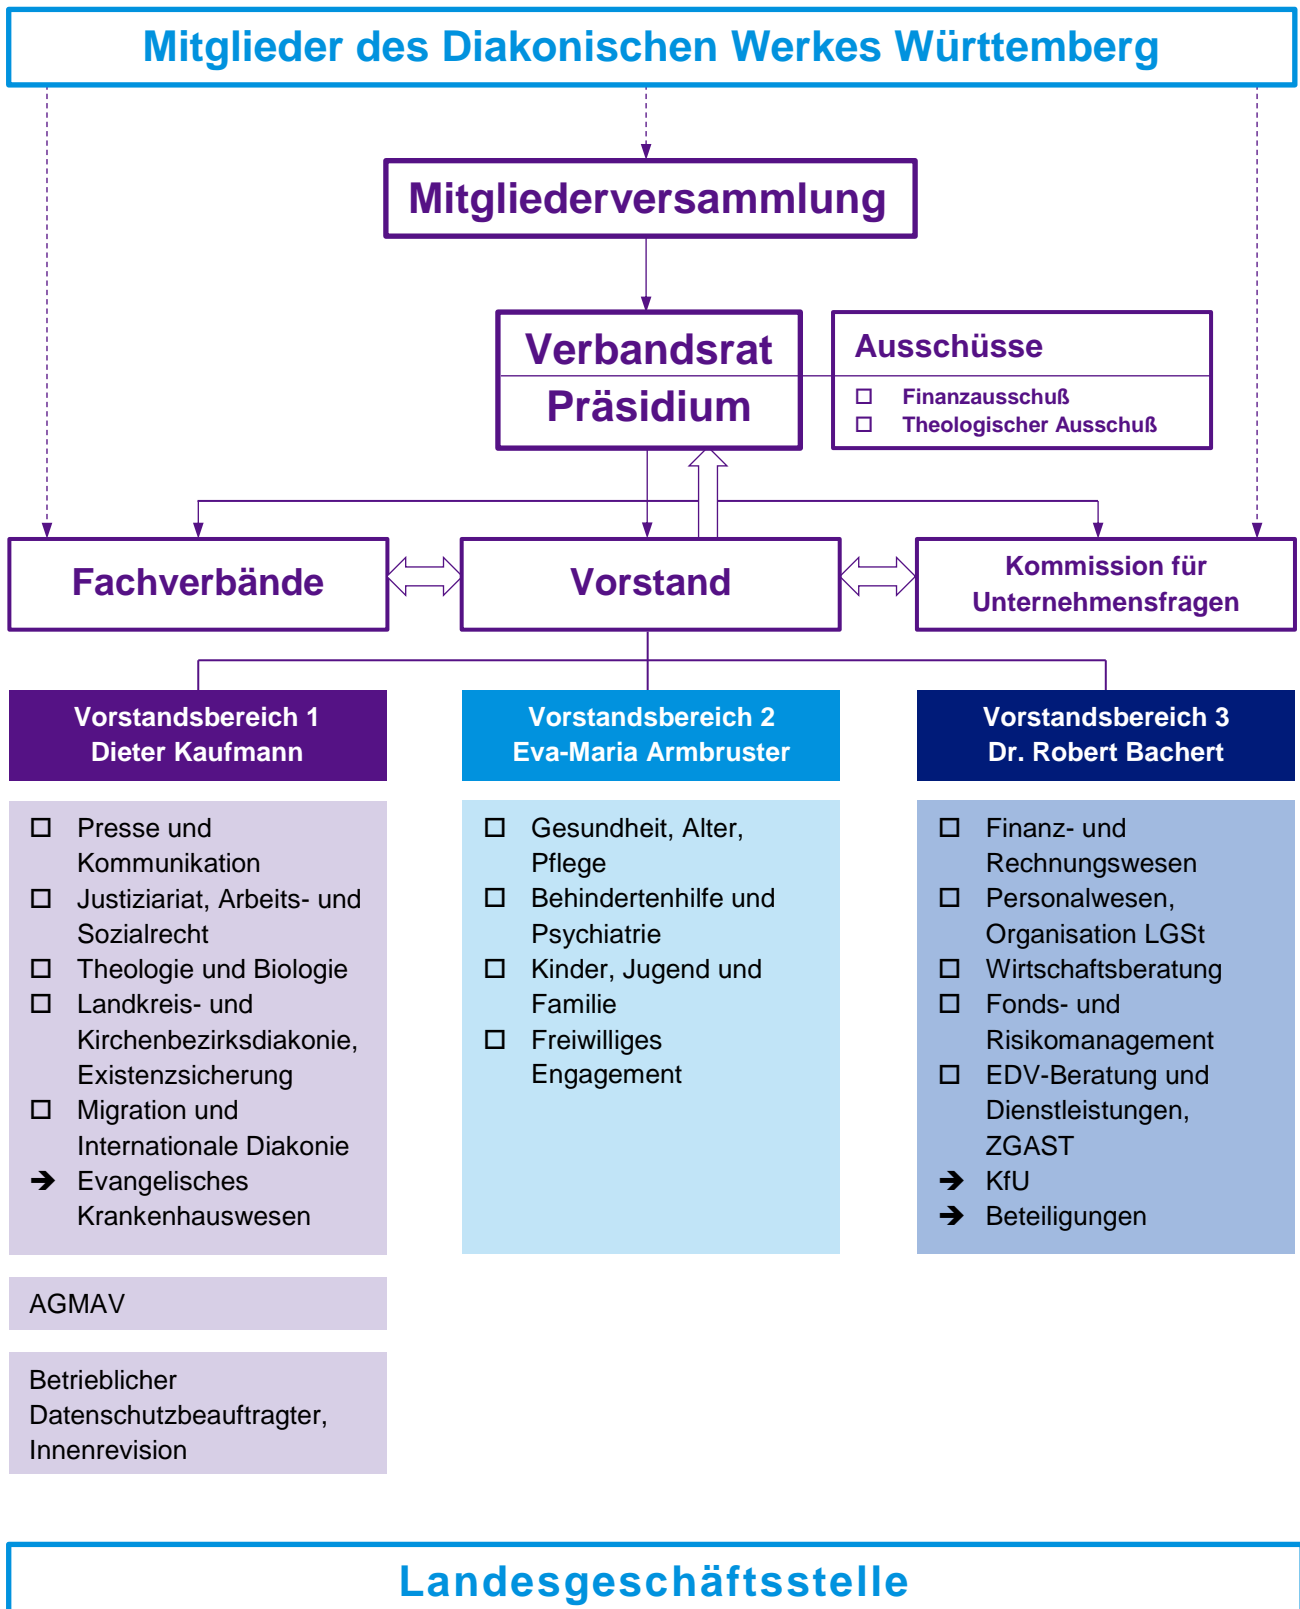 Mitglieder des Diakonischen Werkes Württemberg
Mitgliederversammlung
Verbandsrat
Präsidium
Ausschüsse
Finanzausschuß
Theologischer Ausschuß
Fachverbände
Vorstand
Kommission für
Unternehmensfragen
Vorstandsbereich 1
Dieter Kaufmann
Presse und
Kommunikation
Justiziariat, Arbeits- und
Sozialrecht
Theologie und Biologie
Landkreis- und
Kirchenbezirksdiakonie,
Existenzsicherung
Migration und
Internationale Diakonie
➔ Evangelisches
Krankenhauswesen
AGMAV
Betrieblicher
Datenschutzbeauftragter,
Innenrevision
Vorstandsbereich 2
Eva-Maria Armbruster
Gesundheit, Alter,
Pflege
Behindertenhilfe und
Psychiatrie
Kinder, Jugend und
Familie
Freiwilliges
Engagement
Vorstandsbereich 3
Dr. Robert Bachert
Finanz- und
Rechnungswesen
Personalwesen,
Organisation LGSt
Wirtschaftsberatung
Fonds- und
Risikomanagement
EDV-Beratung und
Dienstleistungen,
ZGAST
➔ KfU
➔ Beteiligungen
Landesgeschäftsstelle